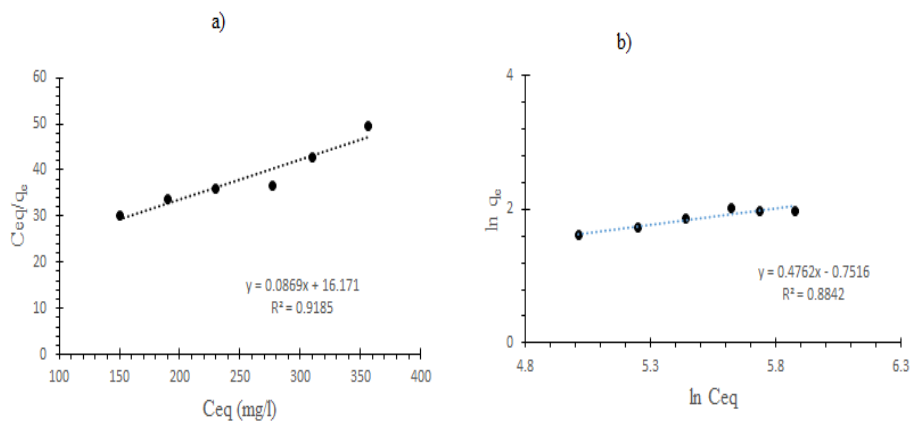 a)
60
50
40
30
20
10
0
Ceq/qₑ
y = 0.0869x + 16.171
R² = 0.9185
100 150 200 250 300 350 400
Ceq (mg/l)
b)
4
2
0
ln qₑ
y = 0.4762x - 0.7516
R² = 0.8842
4.8 5.3 5.8 6.3
ln Ceq